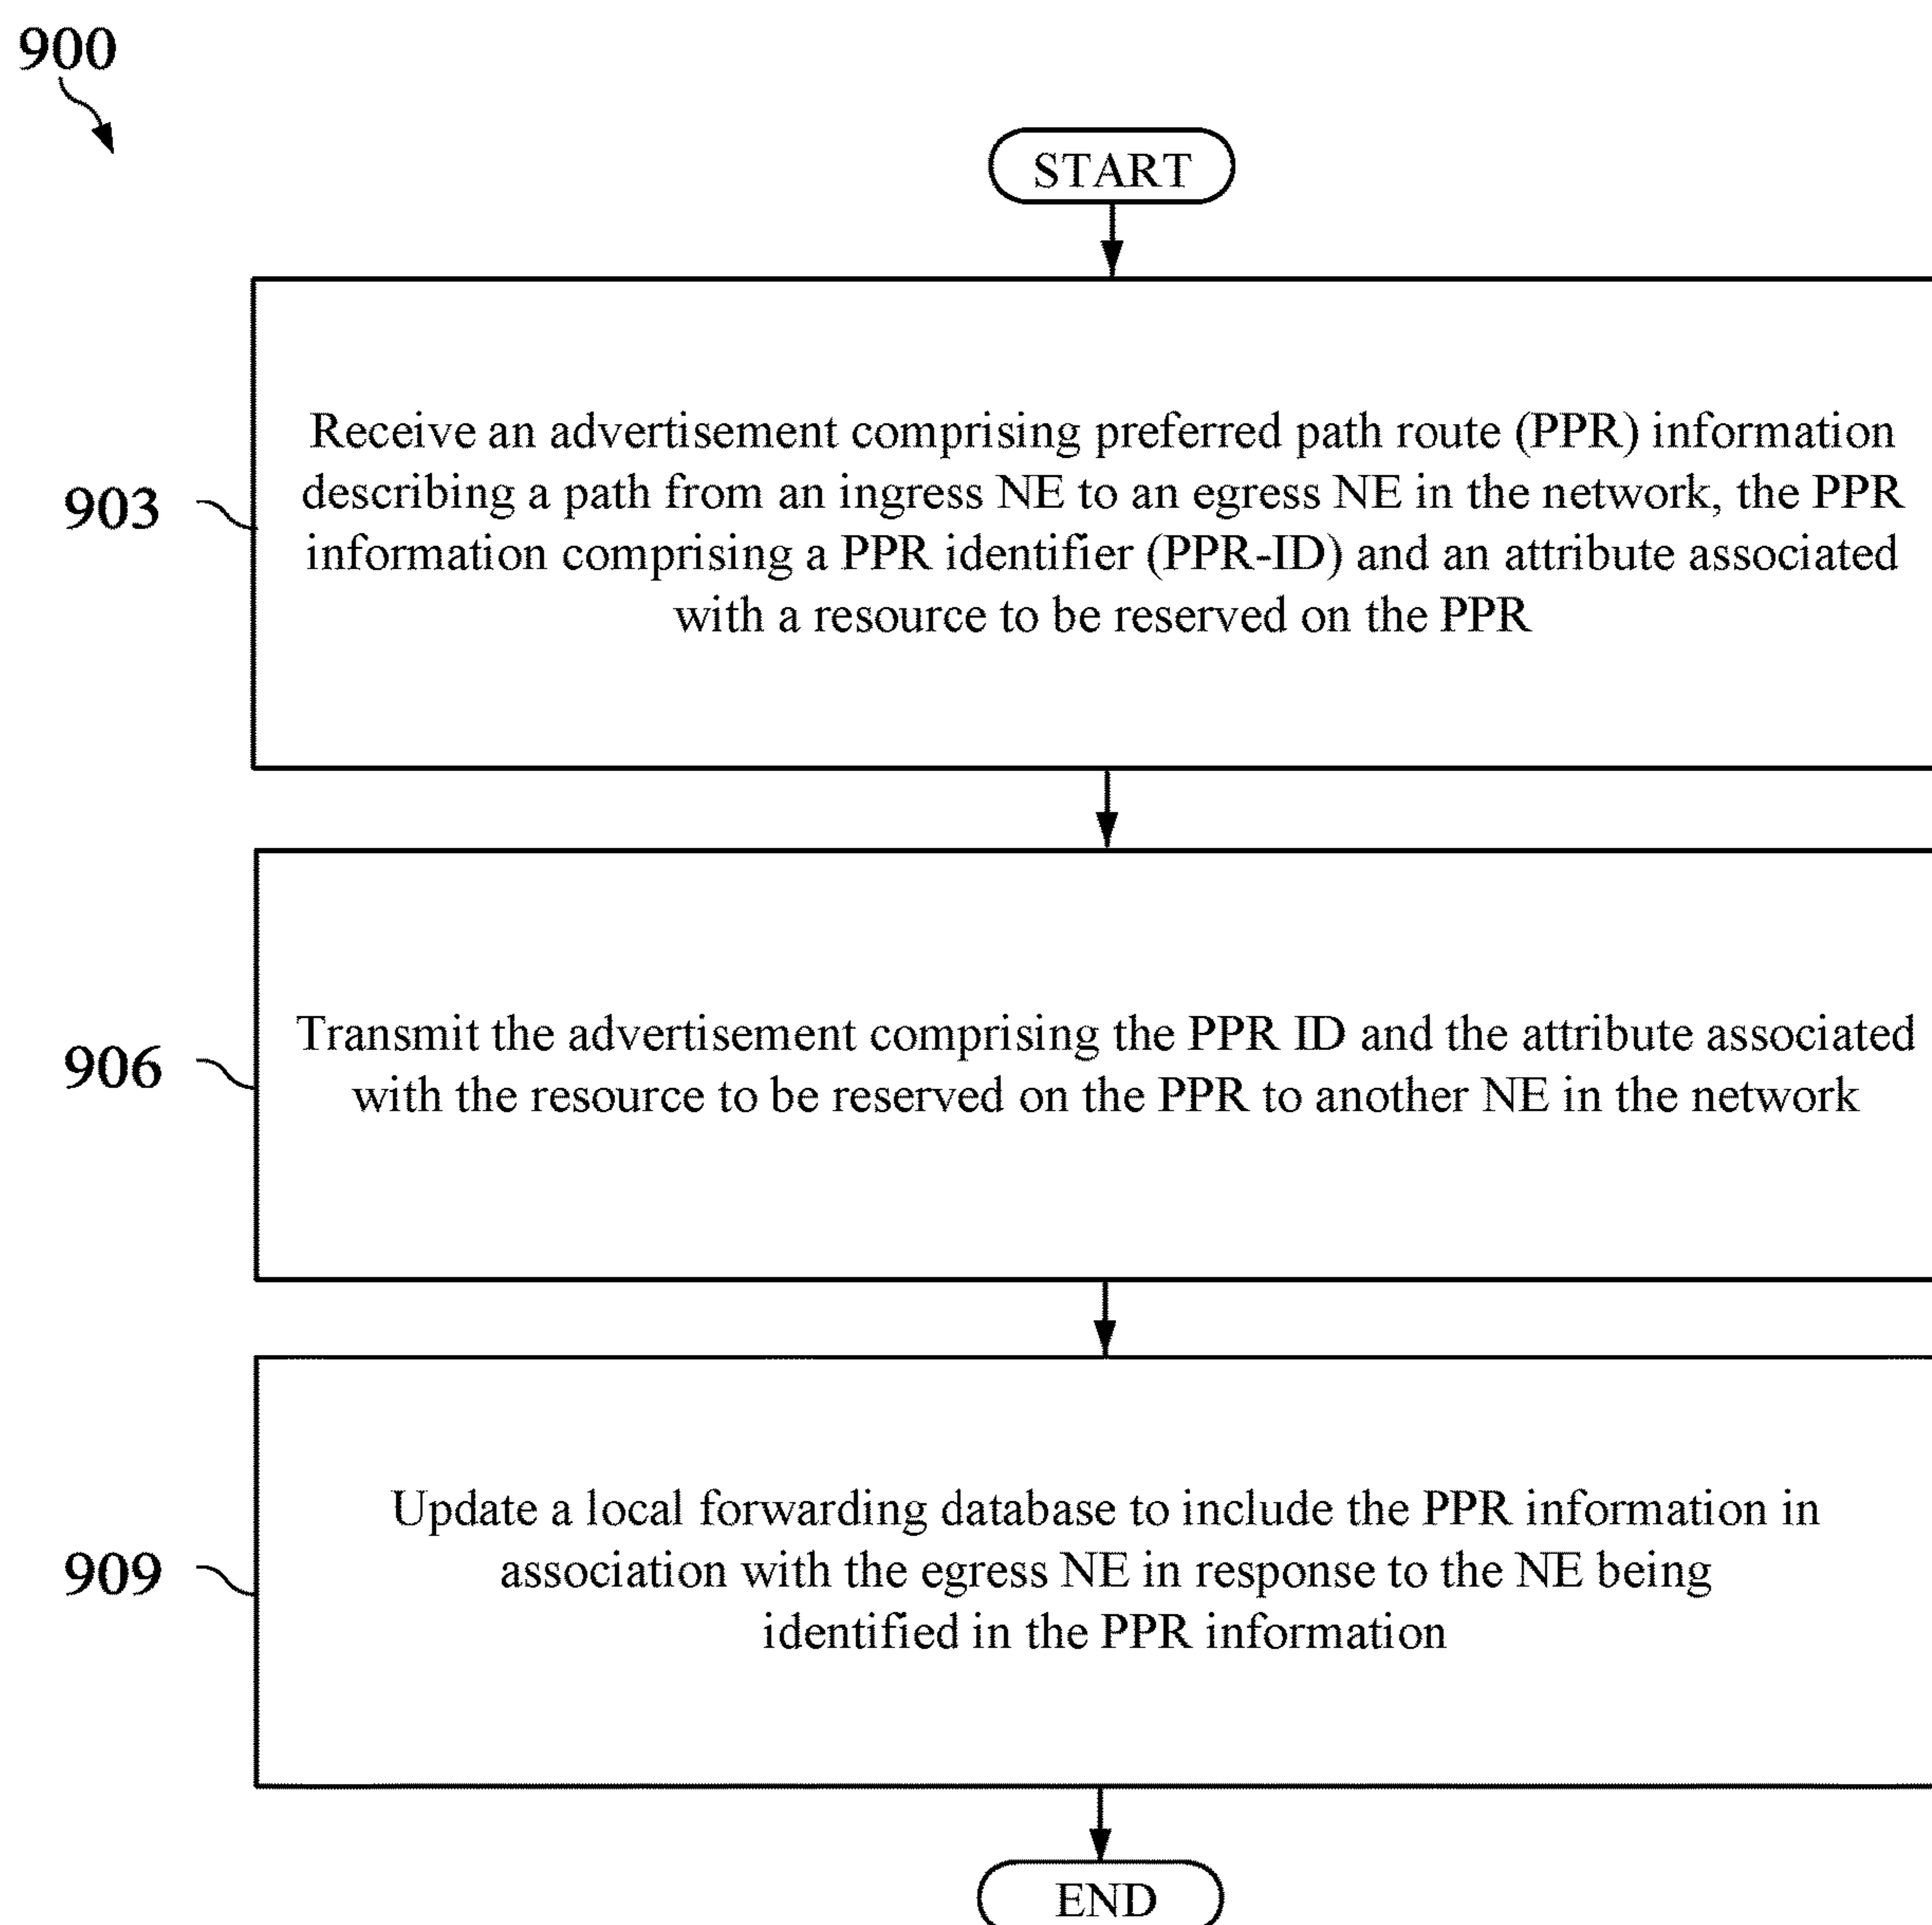 900
START
903
Receive an advertisement comprising preferred path route (PPR) information
describing a path from an ingress NE to an egress NE in the network, the PPR
information comprising a PPR identifier (PPR-ID) and an attribute associated
with a resource to be reserved on the PPR
906
Transmit the advertisement comprising the PPR ID and the attribute associated
with the resource to be reserved on the PPR to another NE in the network
909
Update a local forwarding database to include the PPR information in
association with the egress NE in response to the NE being
identified in the PPR information
END